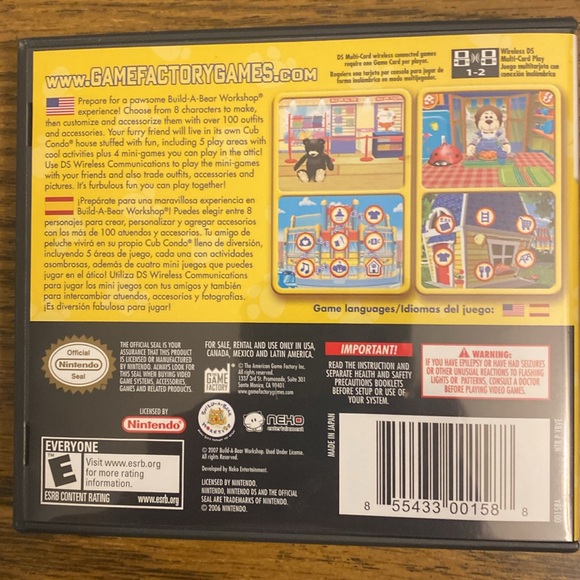 www.GAMEFACTORYGAMES.com
DS Multi-Card wireless connected games
require one Game Card per player.
Requiere una tarjeta por consola para jugar de
forma inalámbrica en modo multijugador.
1-2
Wireless DS
Multi-Card Play
Juego multitarjeta con
conexión inalámbrica
Prepare for a pawsome Build-A-Bear Workshop®
experience! Choose from 8 characters to make,
then customize and accessorize them with over 100 outfits
and accessories. Your furry friend will live in its own Cub
Condo® house stuffed with fun, including 5 play areas with
cool activities plus 4 mini-games you can play in the attic!
Use DS Wireless Communications to play the mini-games
with your friends and also trade outfits, accessories and
pictures. It's furbulous fun you can play together!
¡Prepárate para una maravillosa experiencia en
Build-A-Bear Workshop®! Puedes elegir entre 8
personajes para crear, personalizar y agregar accesorios
con los más de 100 atuendos y accesorios. Tu amigo de
peluche vivirá en su propio Cub Condo® lleno de diversión,
incluyendo 5 áreas de juego, cada una con actividades
asombrosas, además de cuatro mini juegos que puedes
jugar en el ático! Utiliza DS Wireless Communications
para jugar los mini juegos con tus amigos y también
para intercambiar atuendos, accesorios y fotografías.
¡Es diversión fabulosa para jugar!
Game languages/Idiomas del juego:
Official
Nintendo
Seal
THE OFFICIAL SEAL IS YOUR
ASSURANCE THAT THIS PRODUCT
IS LICENSED OR MANUFACTURED
BY NINTENDO. ALWAYS LOOK FOR
THIS SEAL WHEN BUYING VIDEO
GAME SYSTEMS, ACCESSORIES,
GAMES AND RELATED PRODUCTS.
FOR SALE, RENTAL AND USE ONLY IN USA,
CANADA, MEXICO AND LATIN AMERICA.
THE
GAME
FACTORY
© The American Game Factory Inc.
All rights reserved.
1357 3rd St. Promenade, Suite 301
Santa Monica, CA 90401
www.gamefactorygames.com
IMPORTANT!
READ THE INSTRUCTION AND
SEPARATE HEALTH AND SAFETY
PRECAUTIONS BOOKLETS
BEFORE SETUP OR USE OF
YOUR SYSTEM.
WARNING:
IF YOU HAVE EPILEPSY OR HAVE HAD SEIZURES
OR OTHER UNUSUAL REACTIONS TO FLASHING
LIGHTS OR PATTERNS, CONSULT A DOCTOR
BEFORE PLAYING VIDEO GAMES.
LICENSED BY
Nintendo
BUILD-A-BEAR
WORKSHOP
NEKO
entertainment
EVERYONE
E
Visit www.esrb.org
for more rating
information.
ESRB CONTENT RATING
www.esrb.org
© 2007 Build-A-Bear Workshop. Used Under License.
All rights Reserved.
Developed by Neko Entertainment.
LICENSED BY NINTENDO.
NINTENDO, NINTENDO DS AND THE OFFICIAL
SEAL ARE TRADEMARKS OF NINTENDO.
© 2006 NINTENDO.
MADE IN JAPAN
8 55433 00158 8
0015BA